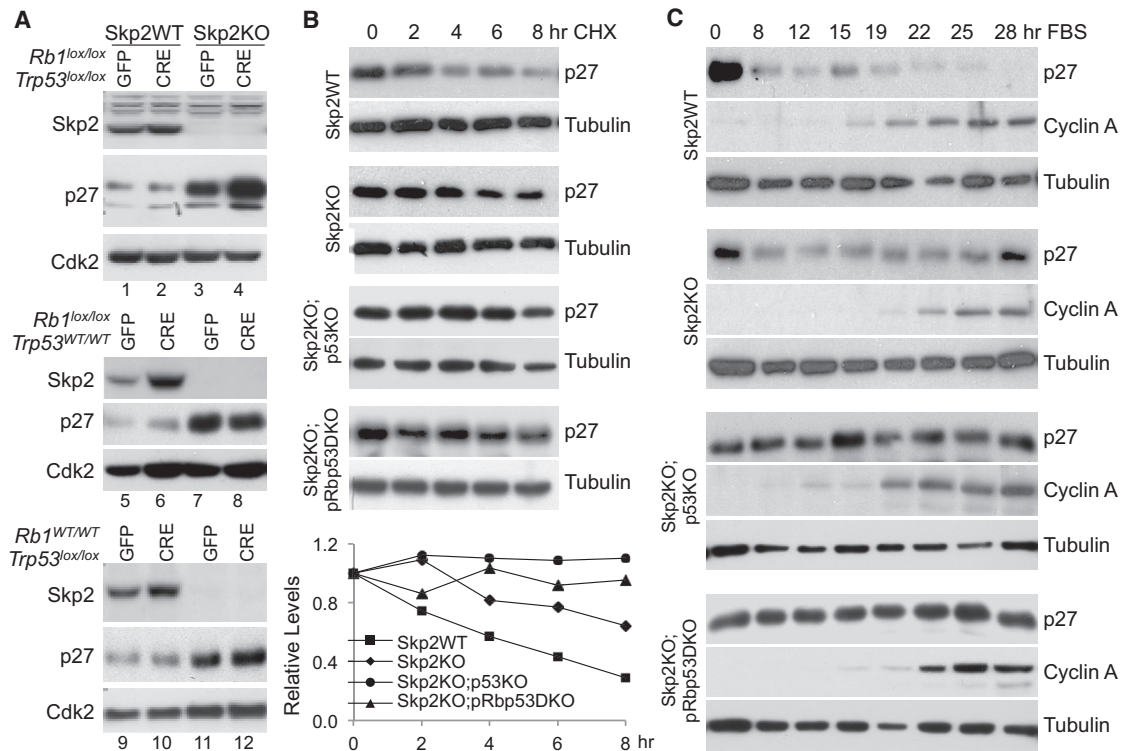 A
Skp2WT Skp2KO
Rb1lox/lox
Trp53lox/lox
GFP CRE GFP CRE
Skp2
p27
Cdk2
1 2 3 4
Rb1lox/lox
Trp53WT/WT
GFP CRE GFP CRE
Skp2
p27
Cdk2
5 6 7 8
Rb1WT/WT
Trp53lox/lox
GFP CRE GFP CRE
Skp2
p27
Cdk2
9 10 11 12
B
0 2 4 6 8 hr CHX
Skp2WT
p27
Tubulin
Skp2KO
p27
Tubulin
Skp2KO;
p53KO
p27
Tubulin
Skp2KO;
pRbp53DKO
p27
Tubulin
Relative Levels
1.2
1.0
0.8
0.4
0.0
Skp2WT
Skp2KO
Skp2KO;p53KO
Skp2KO;pRbp53DKO
0 2 4 6 8 hr
C
0 8 12 15 19 22 25 28 hr FBS
Skp2WT
p27
Cyclin A
Tubulin
Skp2KO
p27
Cyclin A
Tubulin
Skp2KO;
p53KO
p27
Cyclin A
Tubulin
Skp2KO;
pRbp53DKO
p27
Cyclin A
Tubulin